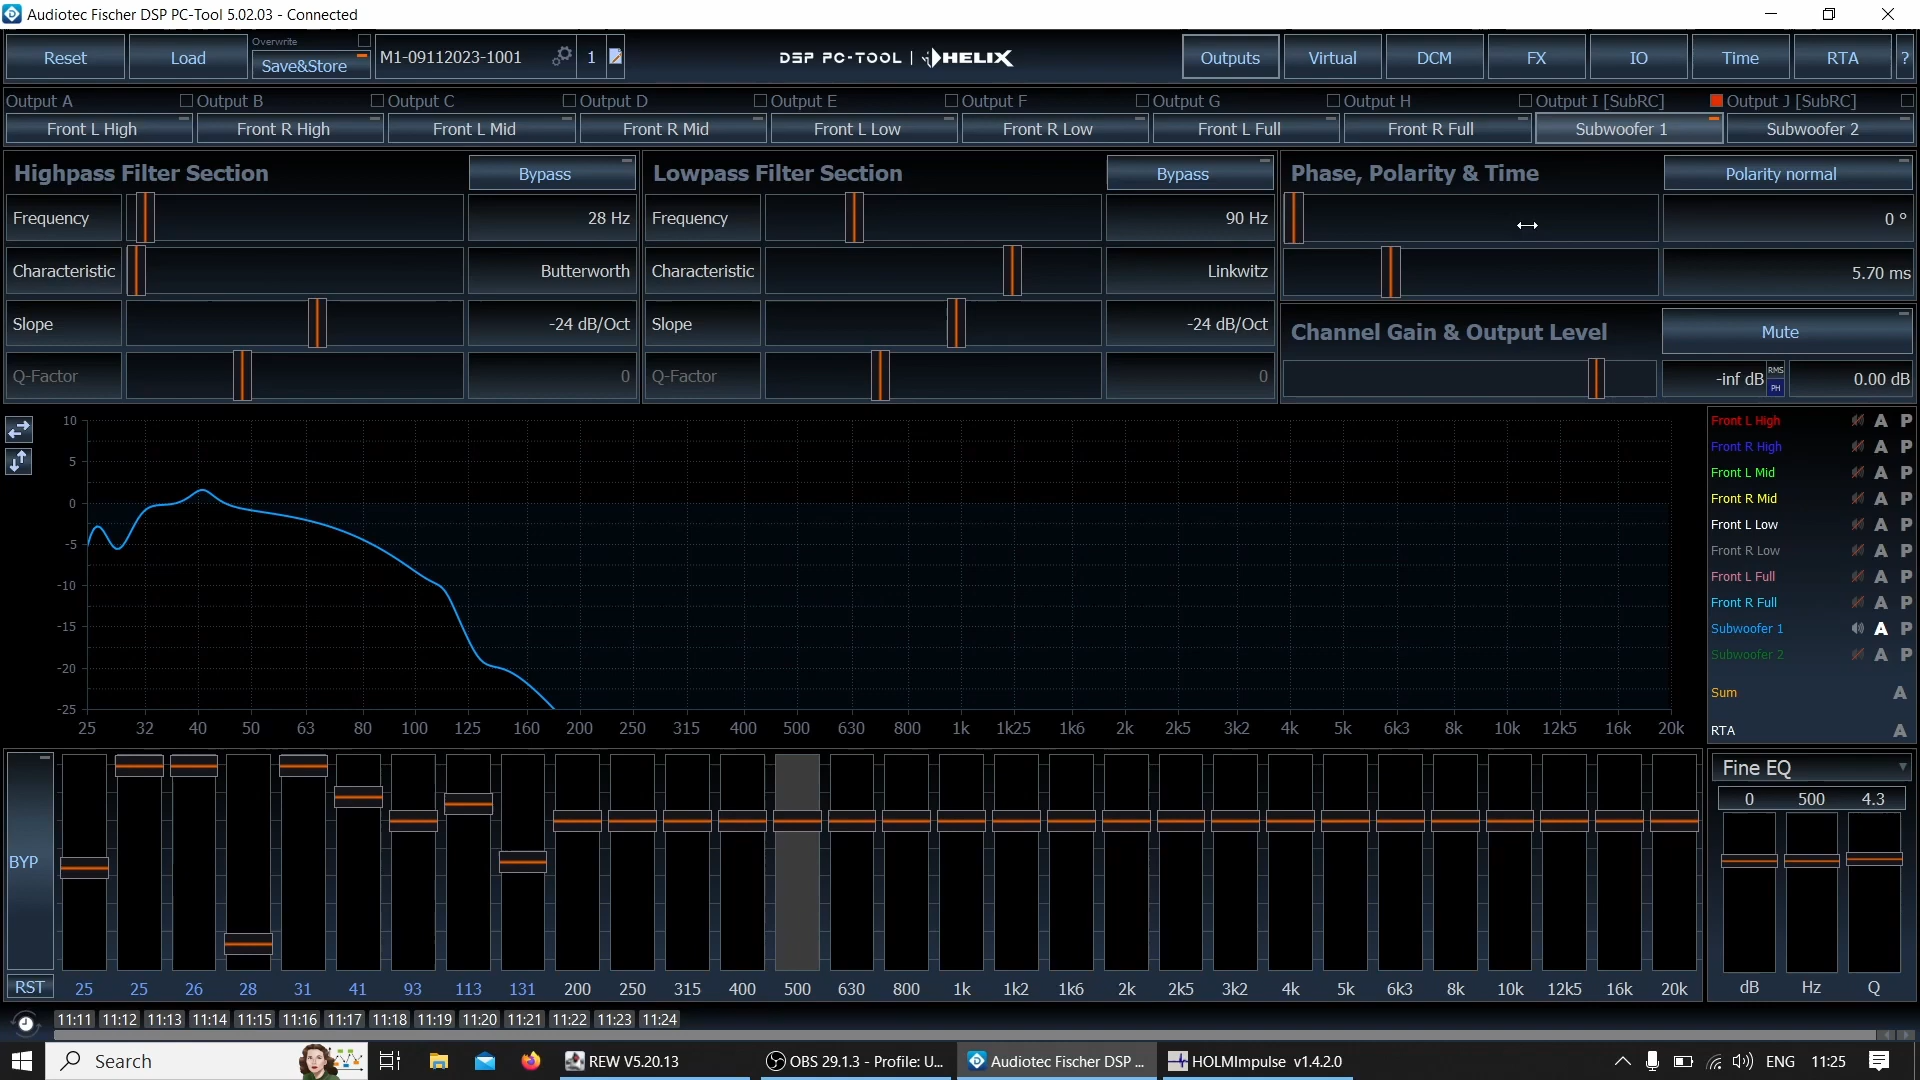 Audiotec Fischer DSP PC-Tool 5.02.03 - Connected
Reset
Load
Overwrite
Save&Store
M1-09112023-1001
1
DSP PC-TOOL | HELIX
Outputs
Virtual
DCM
FX
IO
Time
RTA
?
Output A
Output B
Output C
Output D
Output E
Output F
Output G
Output H
Output I [SubRC]
Output J [SubRC]
Front L High
Front R High
Front L Mid
Front R Mid
Front L Low
Front R Low
Front L Full
Front R Full
Subwoofer 1
Subwoofer 2
Highpass Filter Section
Bypass
Frequency
28 Hz
Characteristic
Butterworth
Slope
-24 dB/Oct
Q-Factor
0
Lowpass Filter Section
Bypass
Frequency
90 Hz
Characteristic
Linkwitz
Slope
-24 dB/Oct
Q-Factor
0
Phase, Polarity & Time
Polarity normal
0 °
5.70 ms
Channel Gain & Output Level
Mute
-inf dB
RMS
PH
0.00 dB
10
5
0
-5
-10
-15
-20
-25
25 32 40 50 63 80 100 125 160 200 250 315 400 500 630 800 1k 1k25 1k6 2k 2k5 3k2 4k 5k 6k3 8k 10k 12k5 16k 20k
Front L High A P
Front R High A P
Front L Mid A P
Front R Mid A P
Front L Low A P
Front R Low A P
Front L Full A P
Front R Full A P
Subwoofer 1 A P
Subwoofer 2 A P
Sum A
RTA A
BYP
RST
25 25 26 28 31 41 93 113 131 200 250 315 400 500 630 800 1k 1k2 1k6 2k 2k5 3k2 4k 5k 6k3 8k 10k 12k5 16k 20k
Fine EQ
0 500 4.3
dB Hz Q
11:11 11:12 11:13 11:14 11:15 11:16 11:17 11:18 11:19 11:20 11:21 11:22 11:23 11:24
Search
REW V5.20.13
OBS 29.1.3 - Profile: U...
Audiotec Fischer DSP ...
HOLMImpulse v1.4.2.0
ENG
11:25